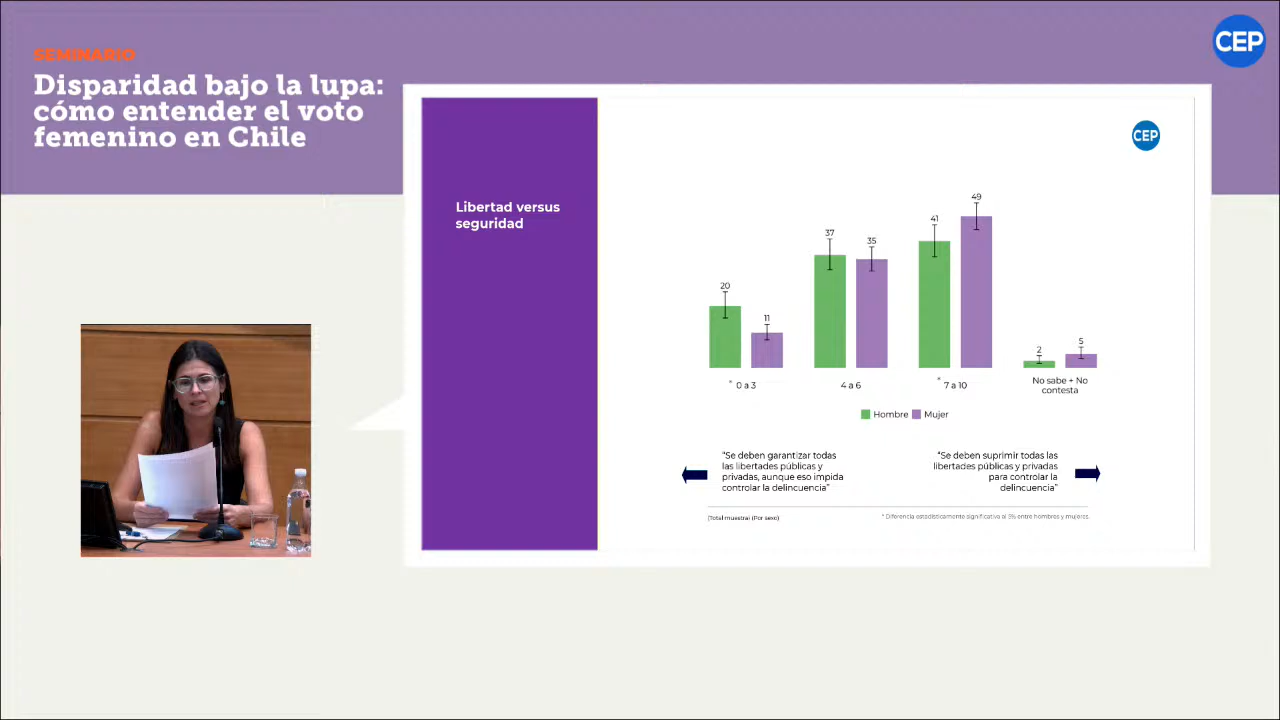 CEP
SEMINARIO
Disparidad bajo la lupa:
cómo entender el voto
femenino en Chile
CEP
Libertad versus
seguridad
20
11
37
35
41
49
2
5
* 0 a 3
4 a 6
* 7 a 10
No sabe + No
contesta
Hombre
Mujer
“Se deben garantizar todas
las libertades públicas y
privadas, aunque eso impida
controlar la delincuencia”
“Se deben suprimir todas las
libertades públicas y privadas
para controlar la
delincuencia”
(Total muestra) (Por sexo)
* Diferencia estadísticamente significativa al 5% entre hombres y mujeres.